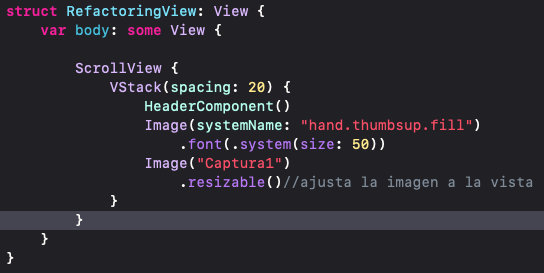 struct RefactoringView: View {
    var body: some View {

        ScrollView {
            VStack(spacing: 20) {
                HeaderComponent()
                Image(systemName: "hand.thumbsup.fill")
                    .font(.system(size: 50))
                Image("Captura1")
                    .resizable()//ajusta la imagen a la vista
            }
        }
    }
}